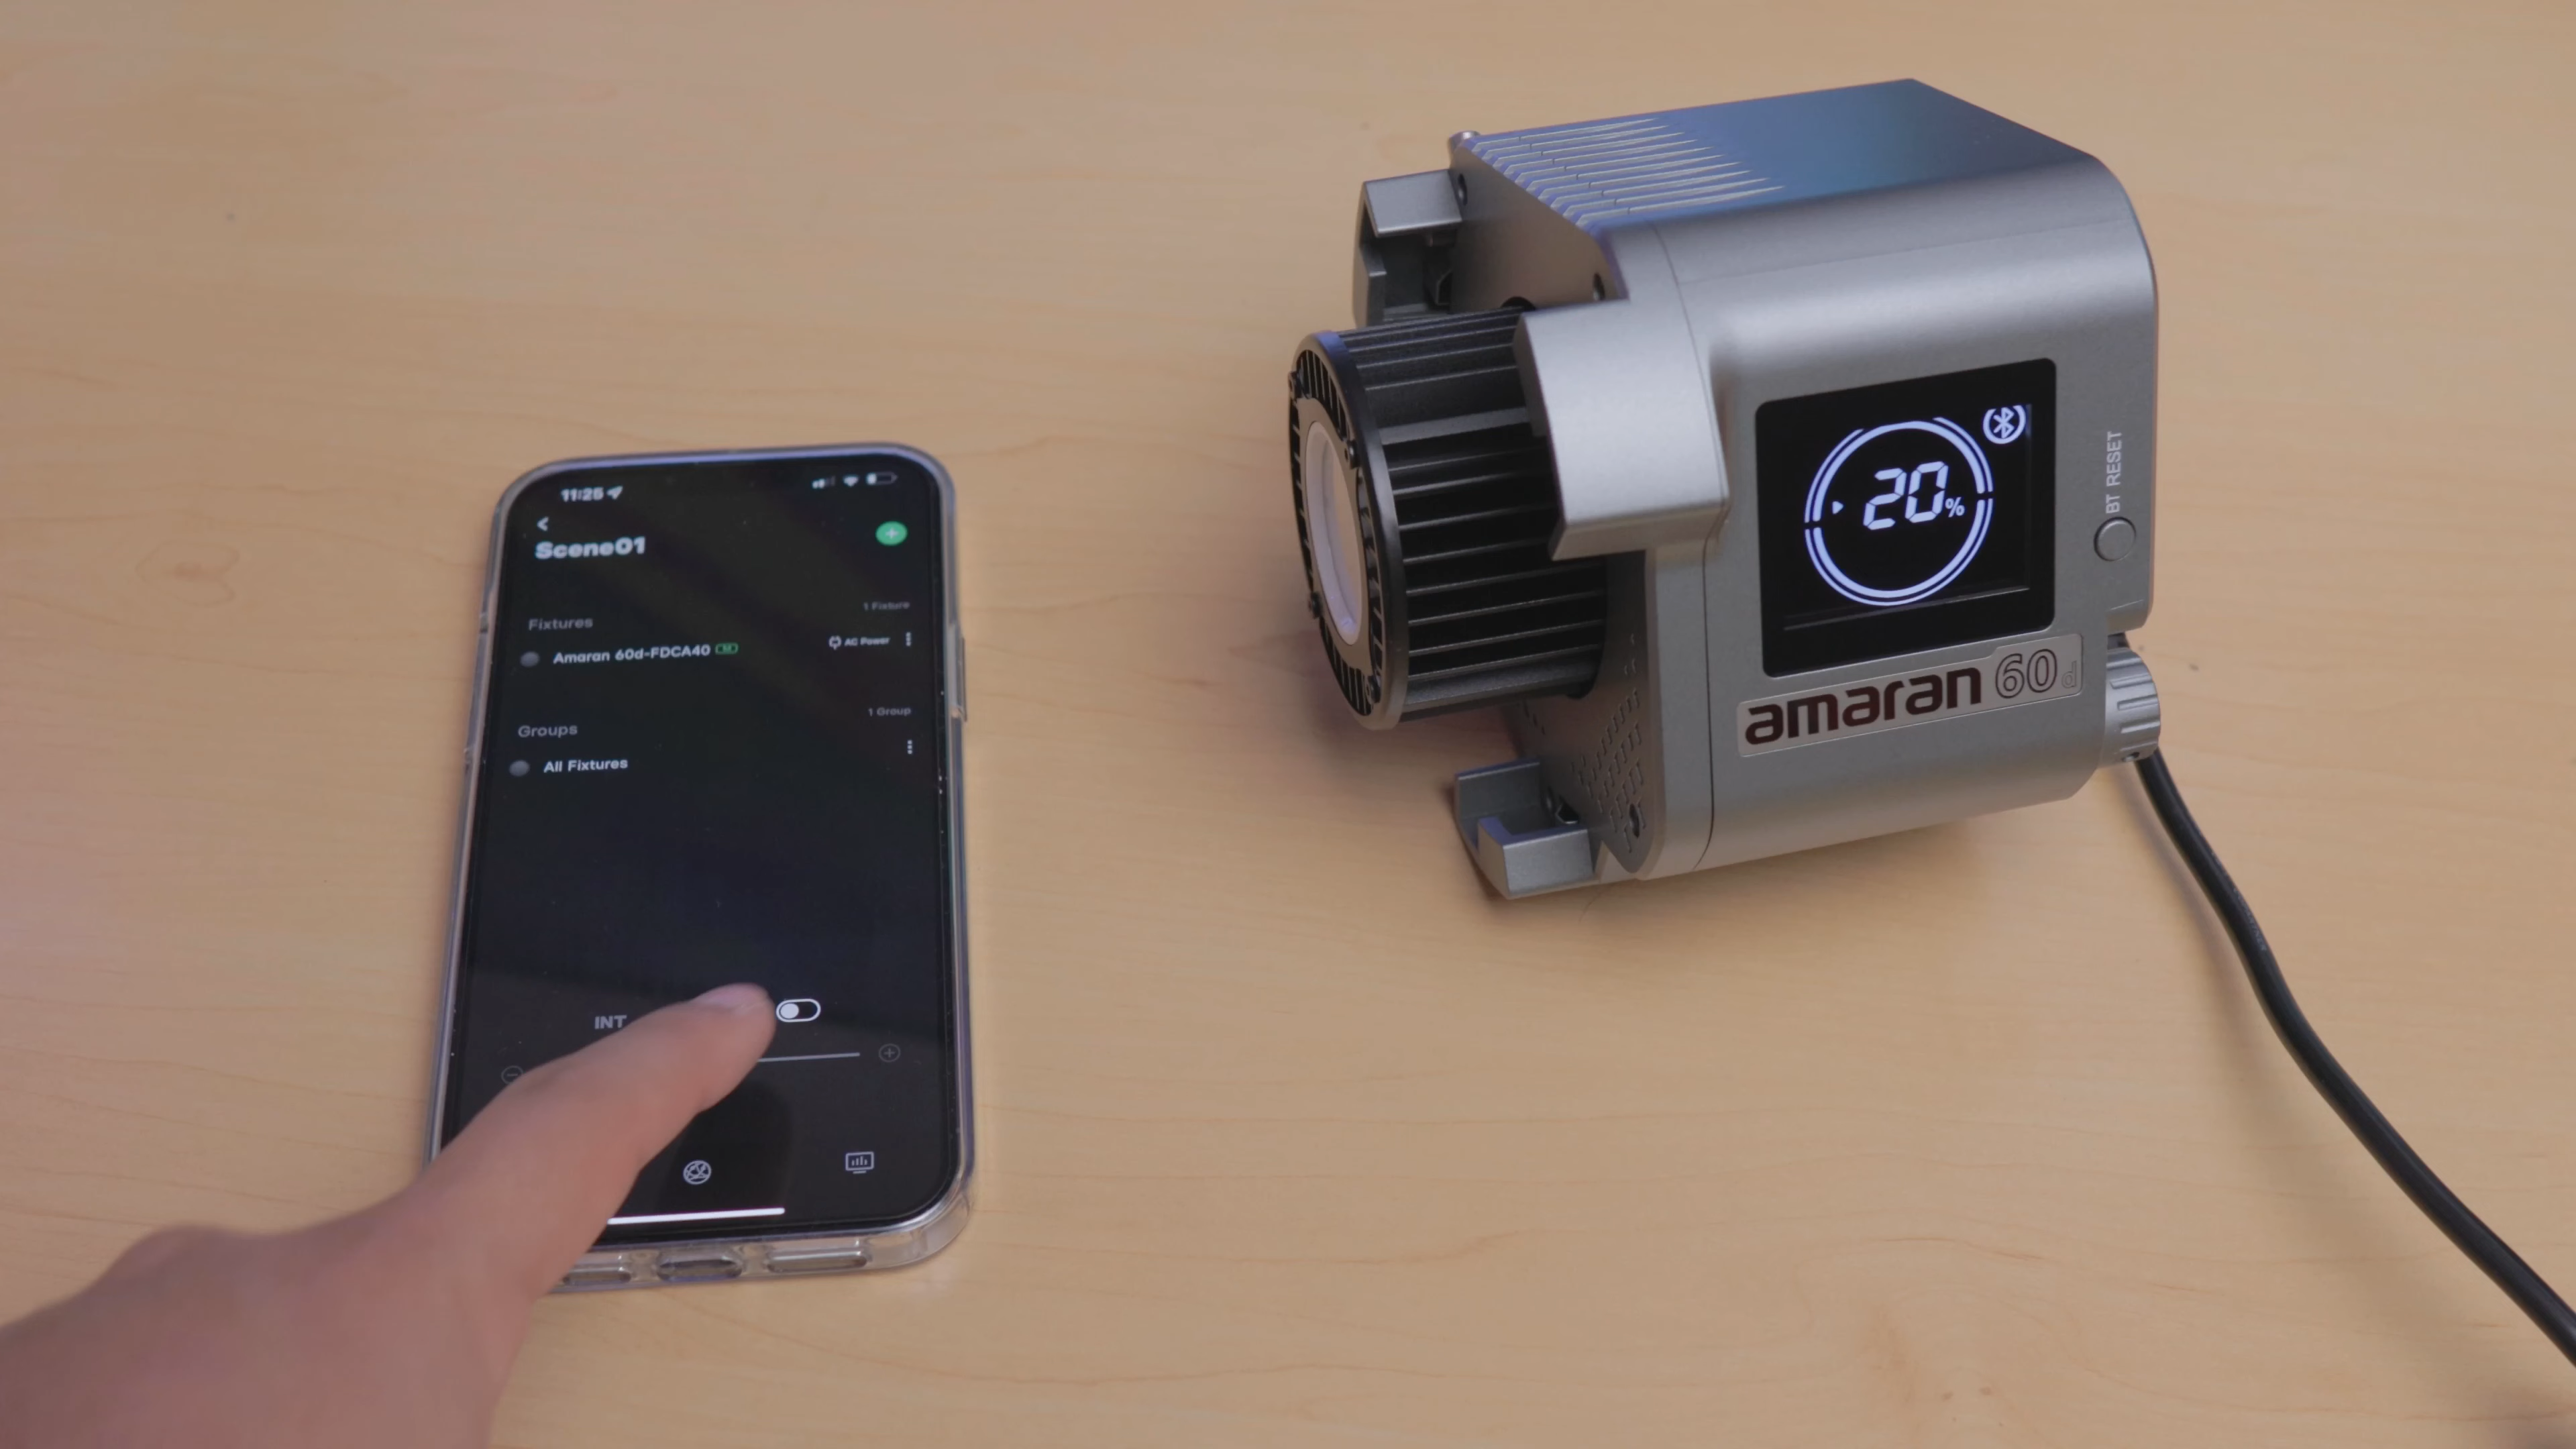 11:25
Scene01
1 Fixture
Fixtures
Amaran 60d-FDCA40
AC Power
1 Group
Groups
All Fixtures
INT
20%
BT RESET
amaran 60d